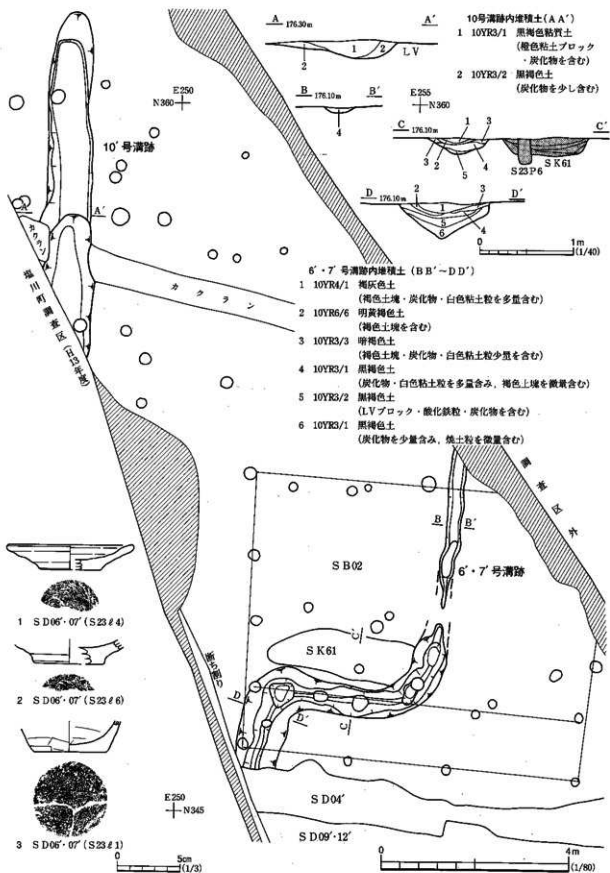 A
176.30m
A'
1
2
2
LV
B
176.10m
B'
4
E250
N360
E255
N360
10号溝跡内堆積土(AA')
1 10YR3/1 黒褐色粘質土
(橙色粘土ブロック
・炭化物を含む)
2 10YR3/2 黒褐色土
(炭化物を少し含む)
C
176.10m
C'
1
3
3
2
4
5
S23P6
SK61
D
176.10m
D'
2
3
1
5
4
6
0
1m
(1/40)
10'号溝跡
A
A'
カクラン
カクラン
塩川町調査区(H13年度)
6'・7'号溝跡内堆積土(BB'~DD')
1 10YR4/1 褐灰色土
(褐色土塊・炭化物・白色粘土粒を多量含む)
2 10YR6/6 明黄褐色土
(褐色土塊を含む)
3 10YR3/3 暗褐色土
(褐色土塊・炭化物・白色粘土粒少量を含む)
4 10YR3/1 黒褐色土
(炭化物・白色粘土粒を多量含み、褐色土塊を微量含む)
5 10YR3/2 黒褐色土
(LVブロック・酸化鉄粒・炭化物を含む)
6 10YR3/1 黒褐色土
(炭化物を少量含み、焼土粒を微量含む)
調査区外
B
B'
SB02
6'・7'号溝跡
SK61
C'
C
D
D'
断ち割り
SD04'
SD09'・12'
1 SD06'・07'(S23ℓ4)
2 SD06'・07'(S23ℓ6)
3 SD06'・07'(S23ℓ1)
E250
N345
0
5cm
(1/3)
0
4m
(1/80)